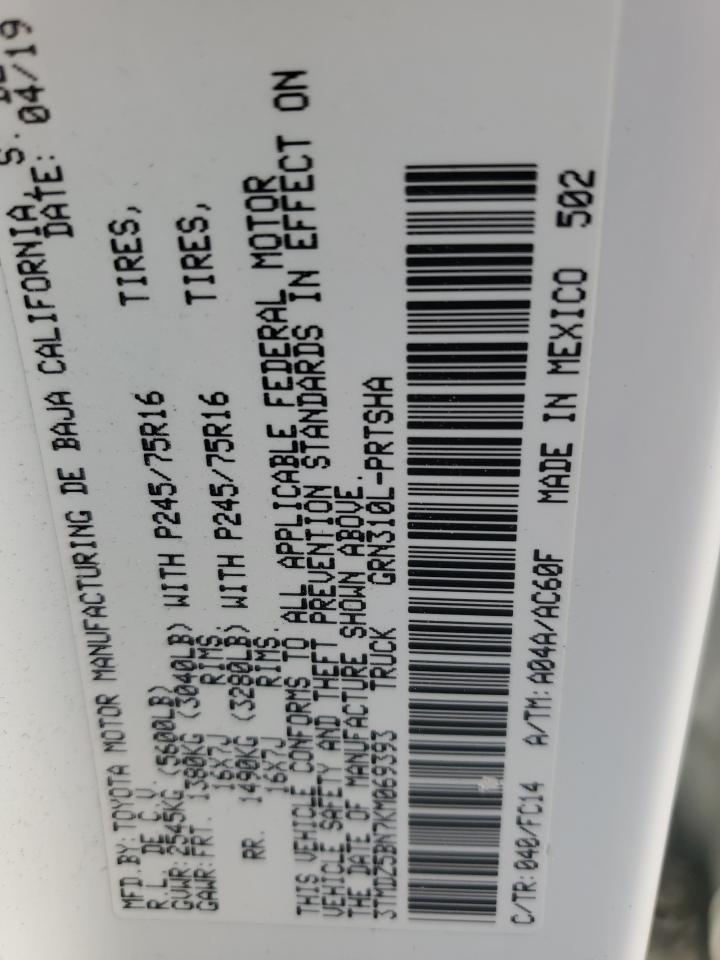 MFD.BY:TOYOTA MOTOR MANUFACTURING DE BAJA CALIFORNIA, S. DE
R.L. DE C.V. DATE: 04/19
GVWR:2545KG (5600LB)
GAWR:FRT. 1380KG (3040LB) WITH P245/75R16 TIRES,
16X7J RIMS,
RR. 1490KG (3280LB) WITH P245/75R16 TIRES,
16X7J RIMS.
THIS VEHICLE CONFORMS TO ALL APPLICABLE FEDERAL MOTOR
VEHICLE SAFETY AND THEFT PREVENTION STANDARDS IN EFFECT ON
THE DATE OF MANUFACTURE SHOWN ABOVE.
3TMDZ5BN7KM069393 TRUCK GRN310L-PRTSHA
C/TR:040/FC14 A/TM:A04A/AC60F MADE IN MEXICO 502